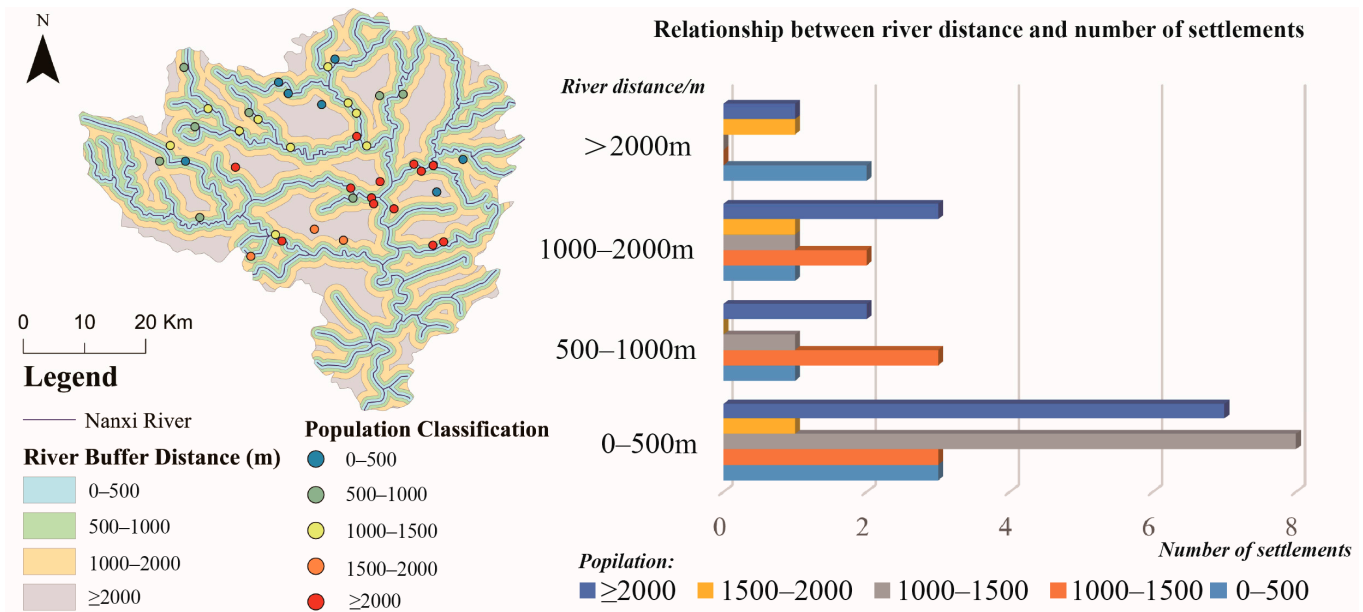 N
0 10 20 Km
Legend
Nanxi River
River Buffer Distance (m)
0–500
500–1000
1000–2000
≥2000
Population Classification
0–500
500–1000
1000–1500
1500–2000
≥2000
Relationship between river distance and number of settlements
River distance/m
>2000m
1000–2000m
500–1000m
0–500m
0 2 4 6 8
Number of settlements
Popilation:
≥2000 1500–2000 1000–1500 1000–1500 0–500